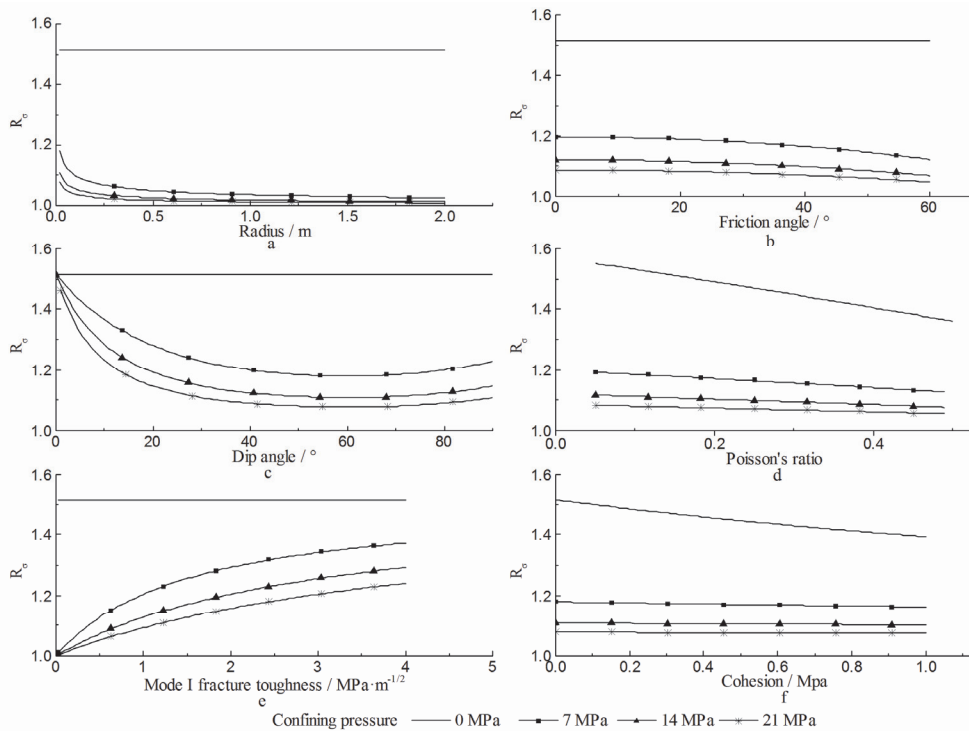 1.6
1.4
1.2
1.0
Rσ
0.0 0.5 1.0 1.5 2.0
Radius / m
a
1.6
1.4
1.2
1.0
Rσ
0 20 40 60
Friction angle / °
b
1.6
1.4
1.2
1.0
Rσ
0 20 40 60 80
Dip angle / °
c
1.6
1.4
1.2
1.0
Rσ
0.0 0.2 0.4
Poisson's ratio
d
1.6
1.4
1.2
1.0
Rσ
0 1 2 3 4 5
Mode I fracture toughness / MPa·m-1/2
e
1.6
1.4
1.2
1.0
Rσ
0.0 0.2 0.4 0.6 0.8 1.0
Cohesion / Mpa
f
Confining pressure 0 MPa 7 MPa 14 MPa 21 MPa